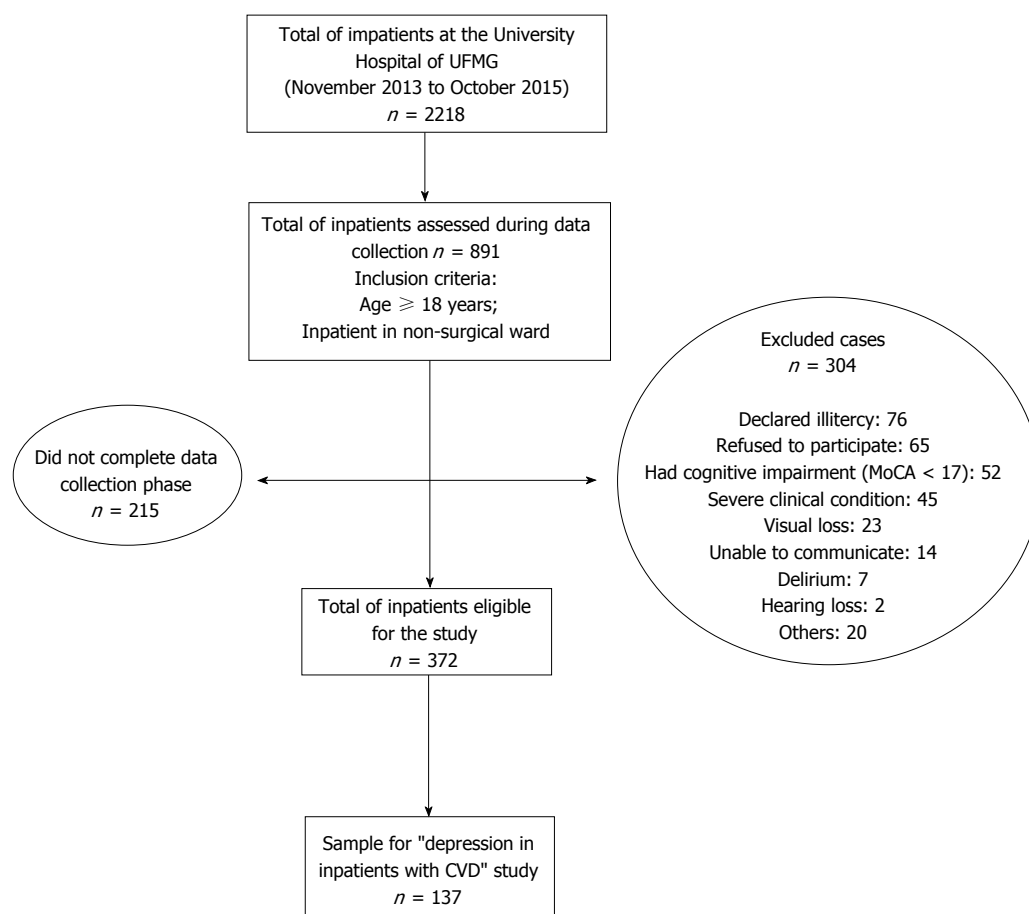 Total of impatients at the University
Hospital of UFMG
(November 2013 to October 2015)
n = 2218
Total of inpatients assessed during data
collection n = 891
Inclusion criteria:
Age ⩾ 18 years;
Inpatient in non-surgical ward
Excluded cases
n = 304
Declared illitercy: 76
Refused to participate: 65
Had cognitive impairment (MoCA < 17): 52
Severe clinical condition: 45
Visual loss: 23
Unable to communicate: 14
Delirium: 7
Hearing loss: 2
Others: 20
Did not complete data
collection phase
n = 215
Total of inpatients eligible
for the study
n = 372
Sample for "depression in
inpatients with CVD" study
n = 137